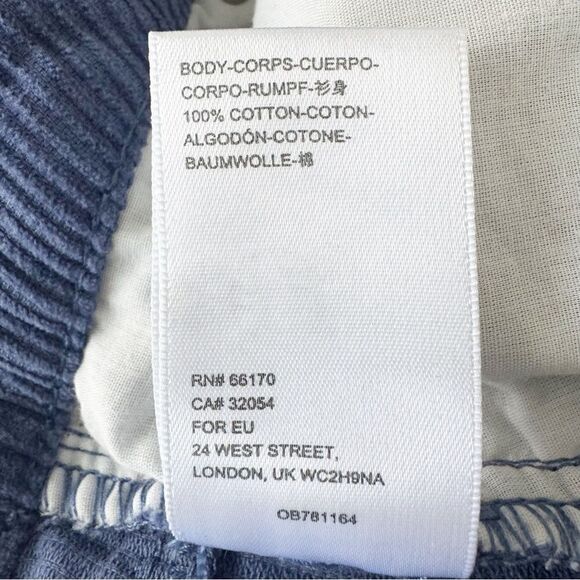 BODY-CORPS-CUERPO-
CORPO-RUMPF-衫身
100% COTTON-COTON-
ALGODÓN-COTONE-
BAUMWOLLE-棉
RN# 66170
CA# 32054
FOR EU
24 WEST STREET,
LONDON, UK WC2H9NA
OB781164